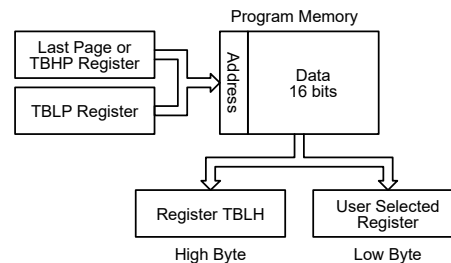 Program Memory
Last Page or
TBHP Register
TBLP Register
Address
Data
16 bits
Register TBLH
User Selected
Register
High Byte
Low Byte